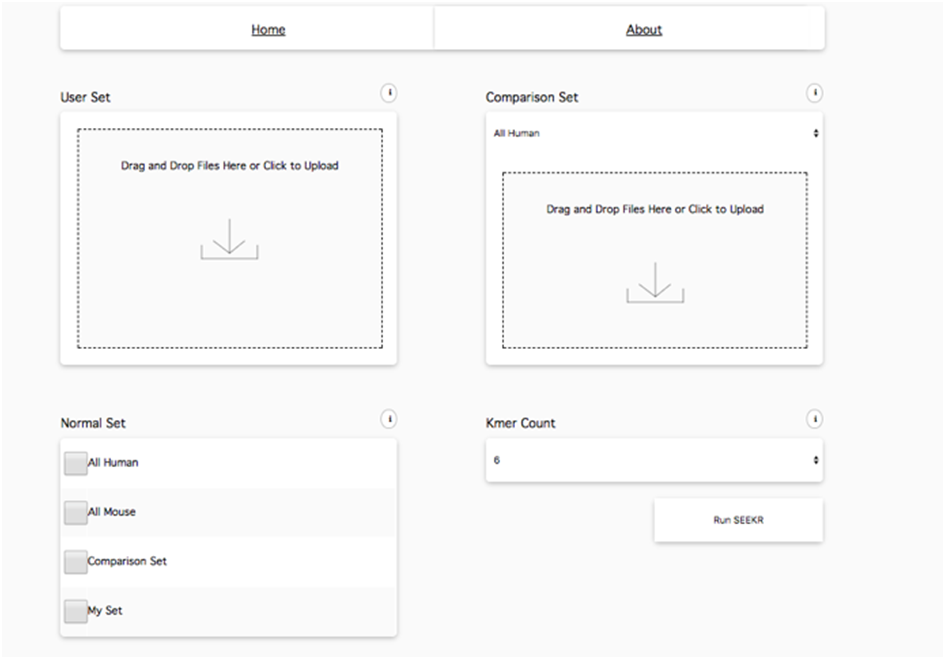 Home
About
User Set
i
Comparison Set
i
Drag and Drop Files Here or Click to Upload
All Human
Drag and Drop Files Here or Click to Upload
Normal Set
i
All Human
All Mouse
Comparison Set
My Set
Kmer Count
i
6
Run SEEKR